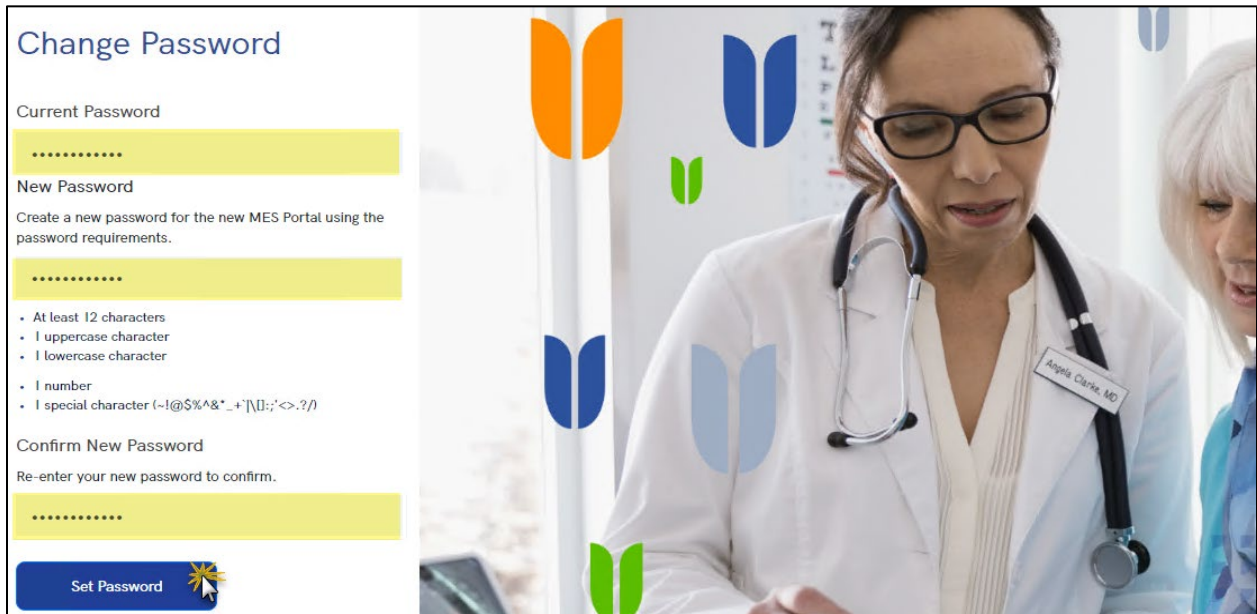 Change Password
Current Password
••••••••••••
New Password
Create a new password for the new MES Portal using the
password requirements.
••••••••••••
• At least 12 characters
• 1 uppercase character
• 1 lowercase character
• 1 number
• 1 special character (~!@$%^&*_+`|\[]:;'<>.?/)
Confirm New Password
Re-enter your new password to confirm.
••••••••••••
Set Password
T
L
Angela Clarke, MD